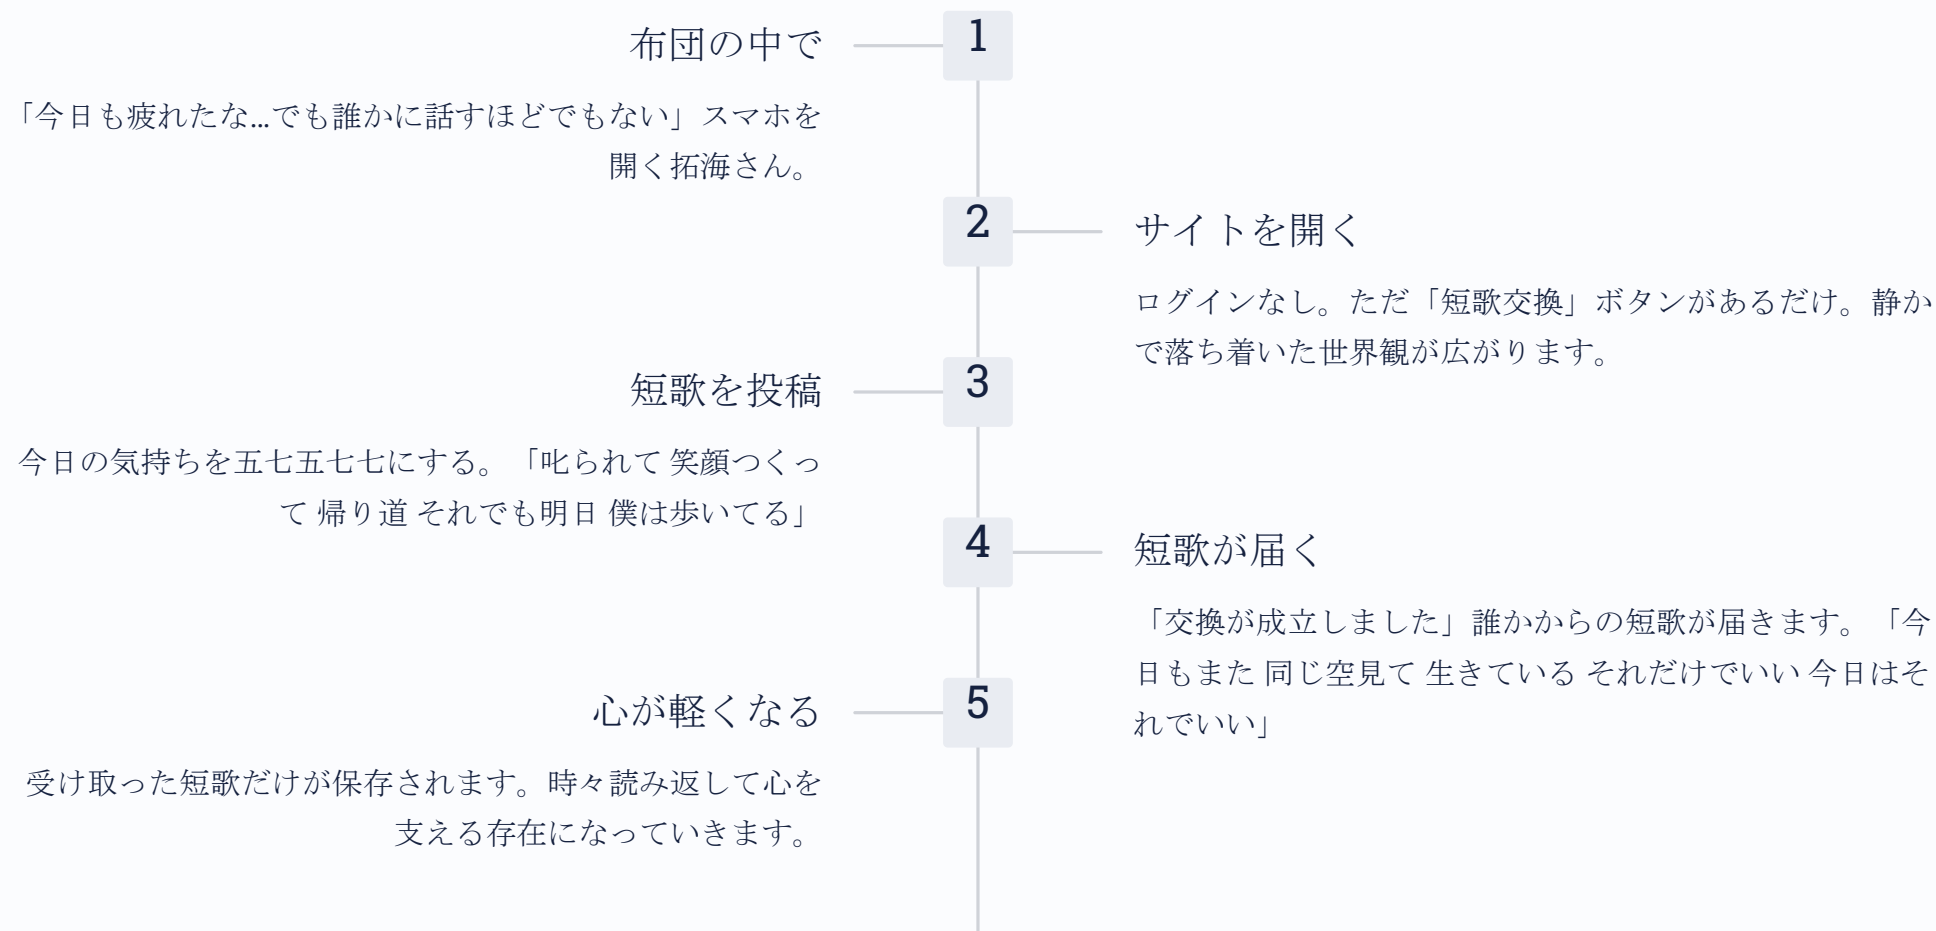 1
布団の中で
「今日も疲れたな...でも誰かに話すほどでもない」スマホを
開く拓海さん。
2
サイトを開く
ログインなし。ただ「短歌交換」ボタンがあるだけ。静か
で落ち着いた世界観が広がります。
3
短歌を投稿
今日の気持ちを五七五七七にする。「叱られて 笑顔つくっ
て 帰り道 それでも明日 僕は歩いてる」
4
短歌が届く
「交換が成立しました」誰かからの短歌が届きます。「今
日もまた 同じ空見て 生きている それだけでいい 今日はそ
れでいい」
5
心が軽くなる
受け取った短歌だけが保存されます。時々読み返して心を
支える存在になっていきます。